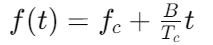 f(t) = f_c + \frac{B}{T_c}t